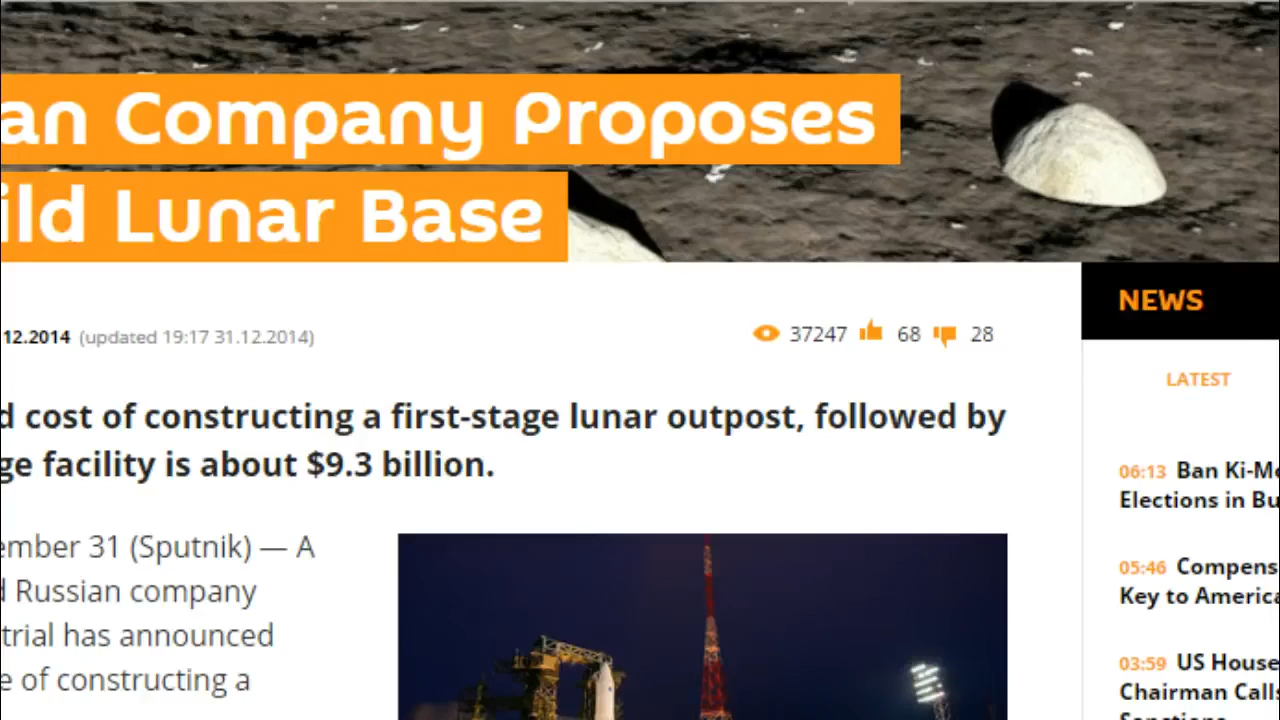 an Company Proposes
ild Lunar Base
12.2014 (updated 19:17 31.12.2014)
37247 68 28
d cost of constructing a first-stage lunar outpost, followed by
ge facility is about $9.3 billion.
ember 31 (Sputnik) — A
d Russian company
trial has announced
e of constructing a
NEWS
LATEST
06:13 Ban Ki-Mo
Elections in Bu
05:46 Compens
Key to America
03:59 US House
Chairman Calls
Sanctions